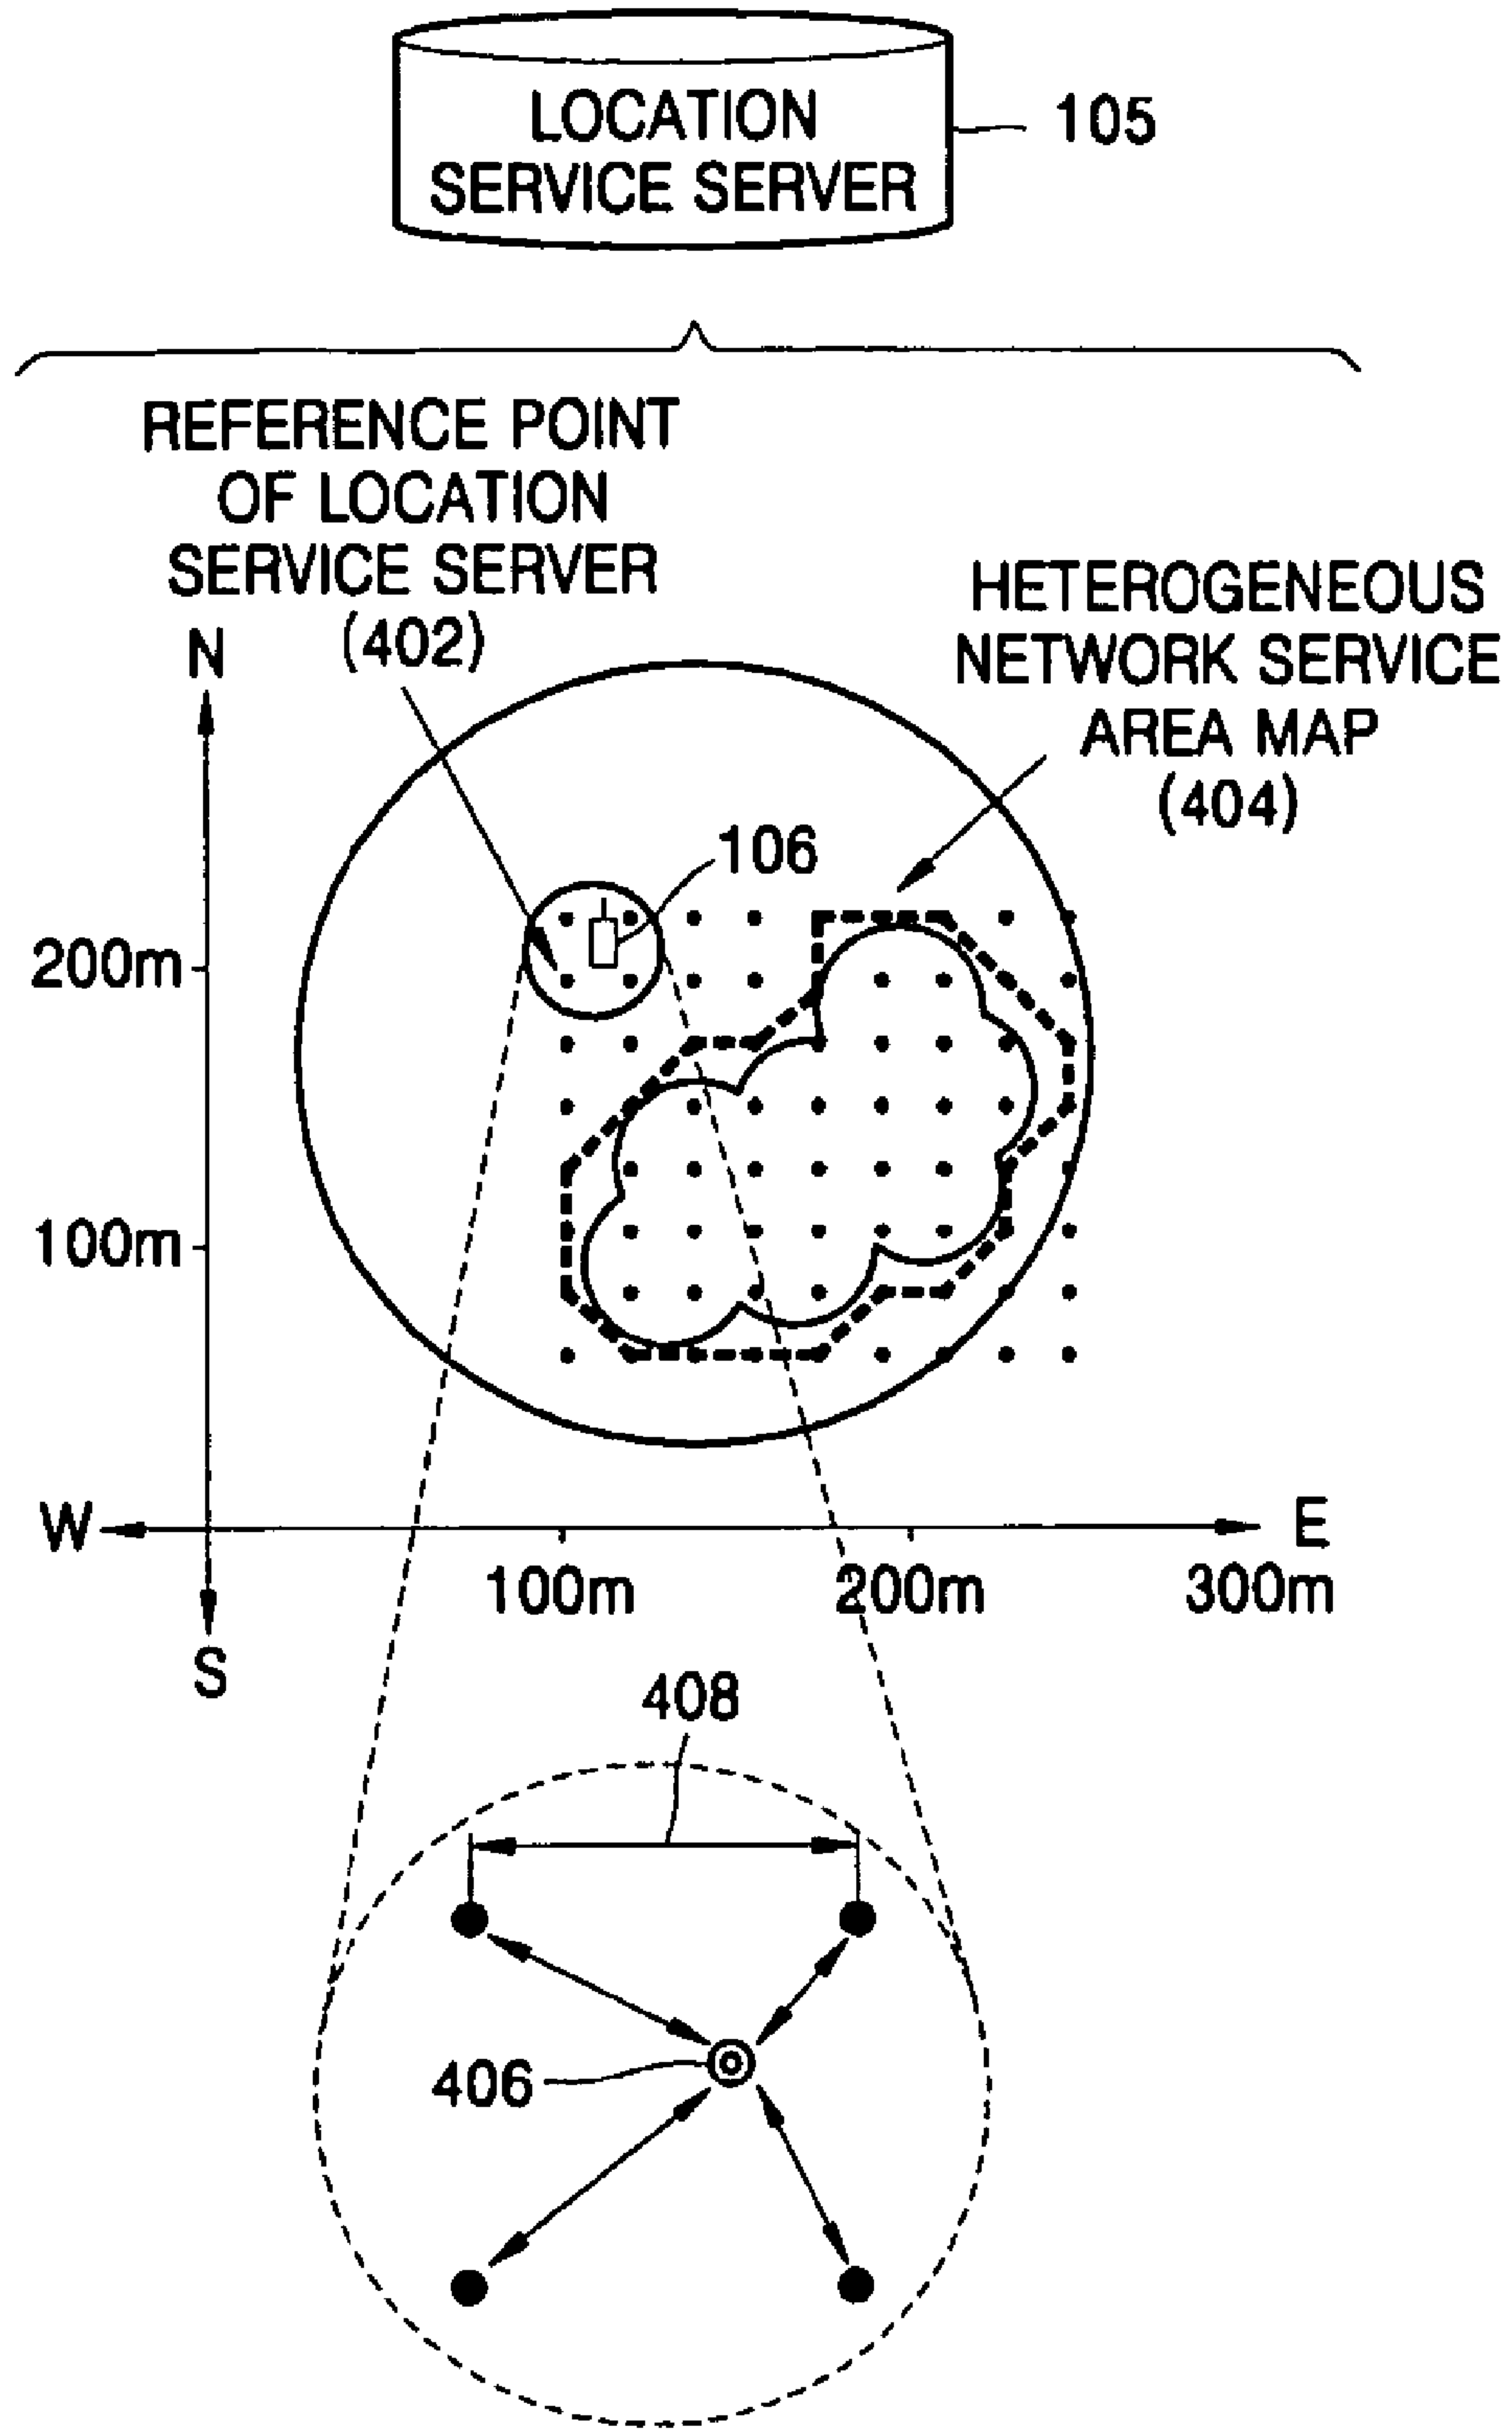 LOCATION
SERVICE SERVER
105
REFERENCE POINT
OF LOCATION
SERVICE SERVER
(402)
HETEROGENEOUS
NETWORK SERVICE
AREA MAP
(404)
N
106
200m
100m
W
E
100m
200m
300m
S
408
406